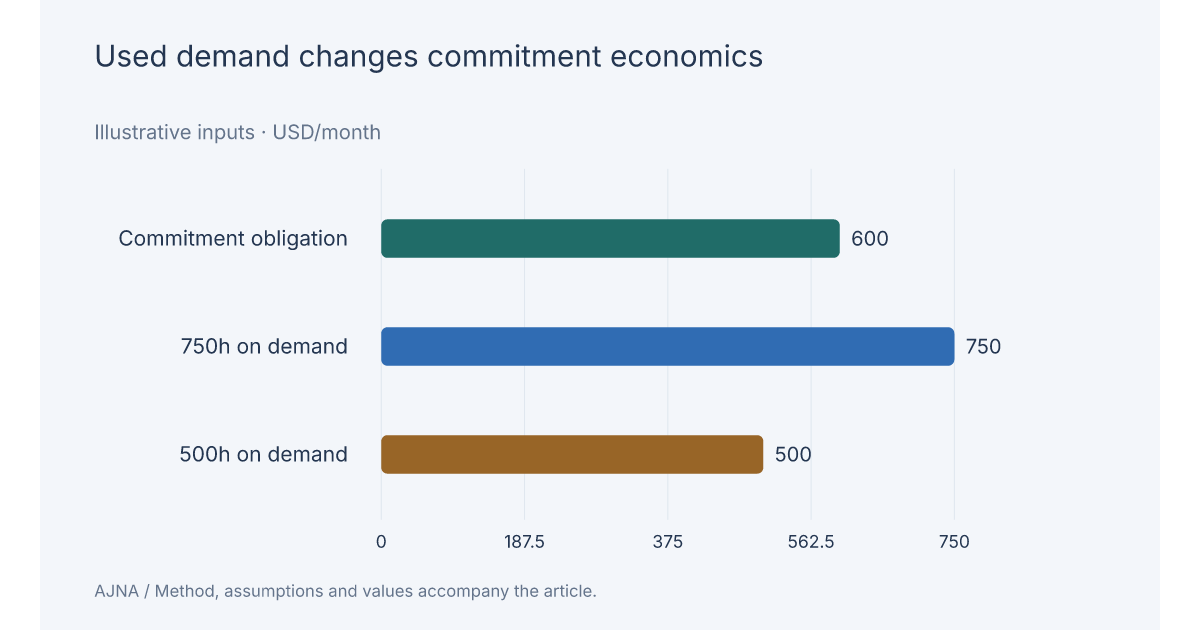 Used demand changes commitment economics
Illustrative inputs · USD/month
Commitment obligation 600
750h on demand 750
500h on demand 500
0 187.5 375 562.5 750
AJNA / Method, assumptions and values accompany the article.